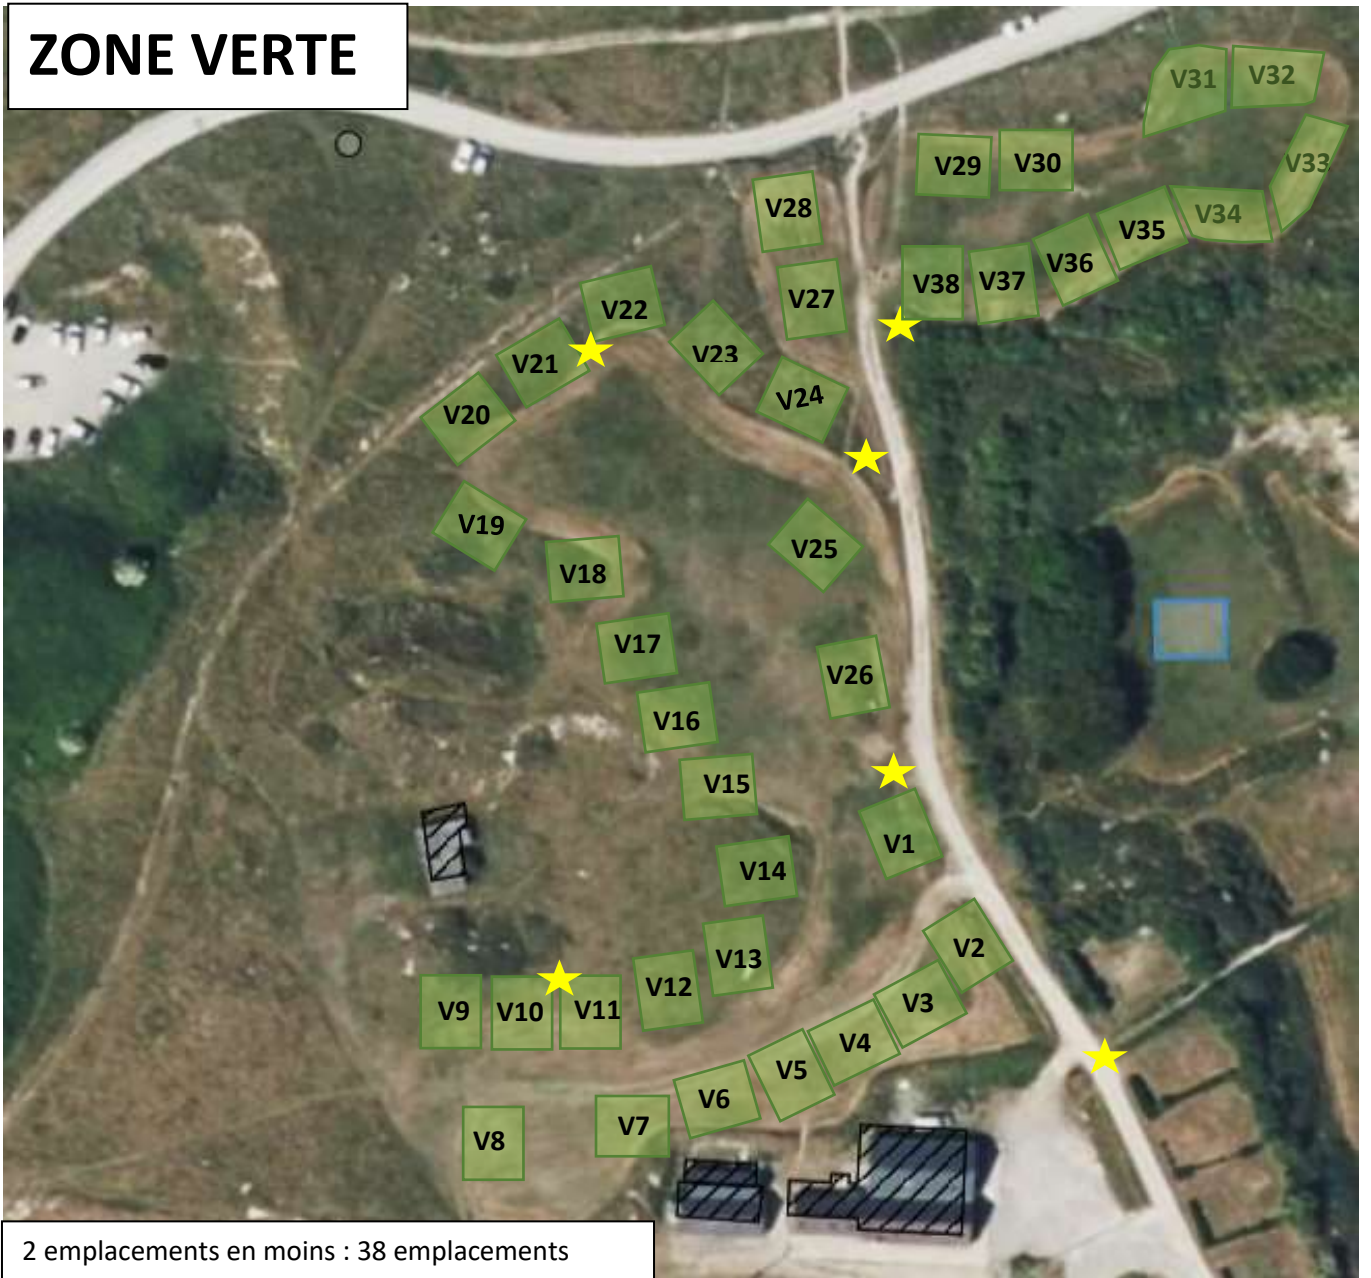 ZONE VERTE
V31
V32
V29
V30
V33
V28
V34
V35
V36
V38
V37
V27
V22
V23
V21
V24
V20
V19
V25
V18
V17
V26
V16
V15
V1
V14
V2
V13
V12
V3
V9
V10
V11
V4
V5
V6
V7
V8
2 emplacements en moins : 38 emplacements